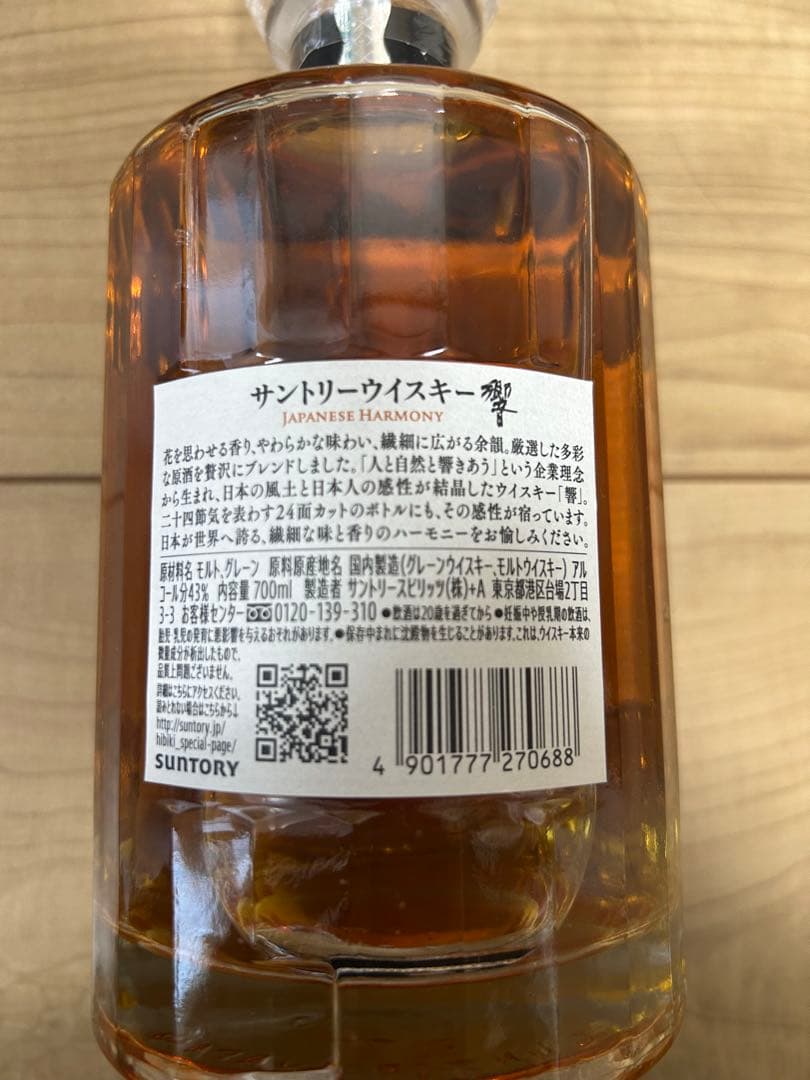 サントリーウイスキー 響
JAPANESE HARMONY
花を思わせる香り、やわらかな味わい、繊細に広がる余韻。厳選した多彩
な原酒を贅沢にブレンドしました。「人と自然と響きあう」という企業理念
から生まれ、日本の風土と日本人の感性が結晶したウイスキー「響」。
二十四節気を表わす24面カットのボトルにも、その感性が宿っています。
日本が世界へ誇る、繊細な味と香りのハーモニーをお愉しみください。
原材料名 モルト、グレーン 原料原産地名 国内製造(グレーンウイスキー、モルトウイスキー) アル
コール分43% 内容量 700ml 製造者 サントリースピリッツ(株)+A 東京都港区台場2丁目
3-3 お客様センター 0120-139-310 ●飲酒は20歳を過ぎてから ●妊娠中や授乳期の飲酒は、
胎児・乳児の発育に悪影響を与えるおそれがあります。●保存中まれに沈殿物を生じることがあります。これは、ウイスキー本来の
数量成分が析出したもので、
品質上問題ございません。
詳細はこちらにアクセスください。
読みとれない場合はこちらから↓
http://suntory.jp/
hibiki_special-page/
SUNTORY
4 901777 270688